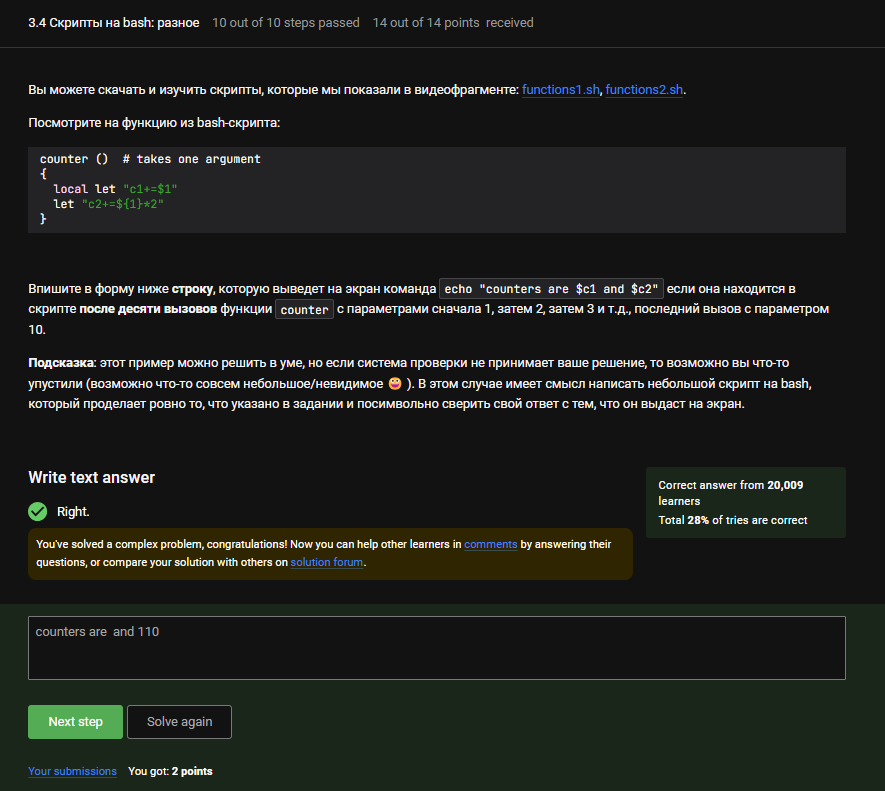 3.4 Скрипты на bash: разное 10 out of 10 steps passed 14 out of 14 points received
Вы можете скачать и изучить скрипты, которые мы показали в видеофрагменте: functions1.sh, functions2.sh.
Посмотрите на функцию из bash-скрипта:
counter ()  # takes one argument
{
  local let "c1+=$1"
  let "c2+=${1}*2"
}
Впишите в форму ниже строку, которую выведет на экран команда echo "counters are $c1 and $c2" если она находится в
скрипте после десяти вызовов функции counter с параметрами сначала 1, затем 2, затем 3 и т.д., последний вызов с параметром
10.
Подсказка: этот пример можно решить в уме, но если система проверки не принимает ваше решение, то возможно вы что-то
упустили (возможно что-то совсем небольшое/невидимое 😀 ). В этом случае имеет смысл написать небольшой скрипт на bash,
который проделает ровно то, что указано в задании и посимвольно сверить свой ответ с тем, что он выдаст на экран.
Write text answer
Right.
You've solved a complex problem, congratulations! Now you can help other learners in comments by answering their
questions, or compare your solution with others on solution forum.
Correct answer from 20,009
learners
Total 28% of tries are correct
counters are  and 110
Next step
Solve again
Your submissions You got: 2 points